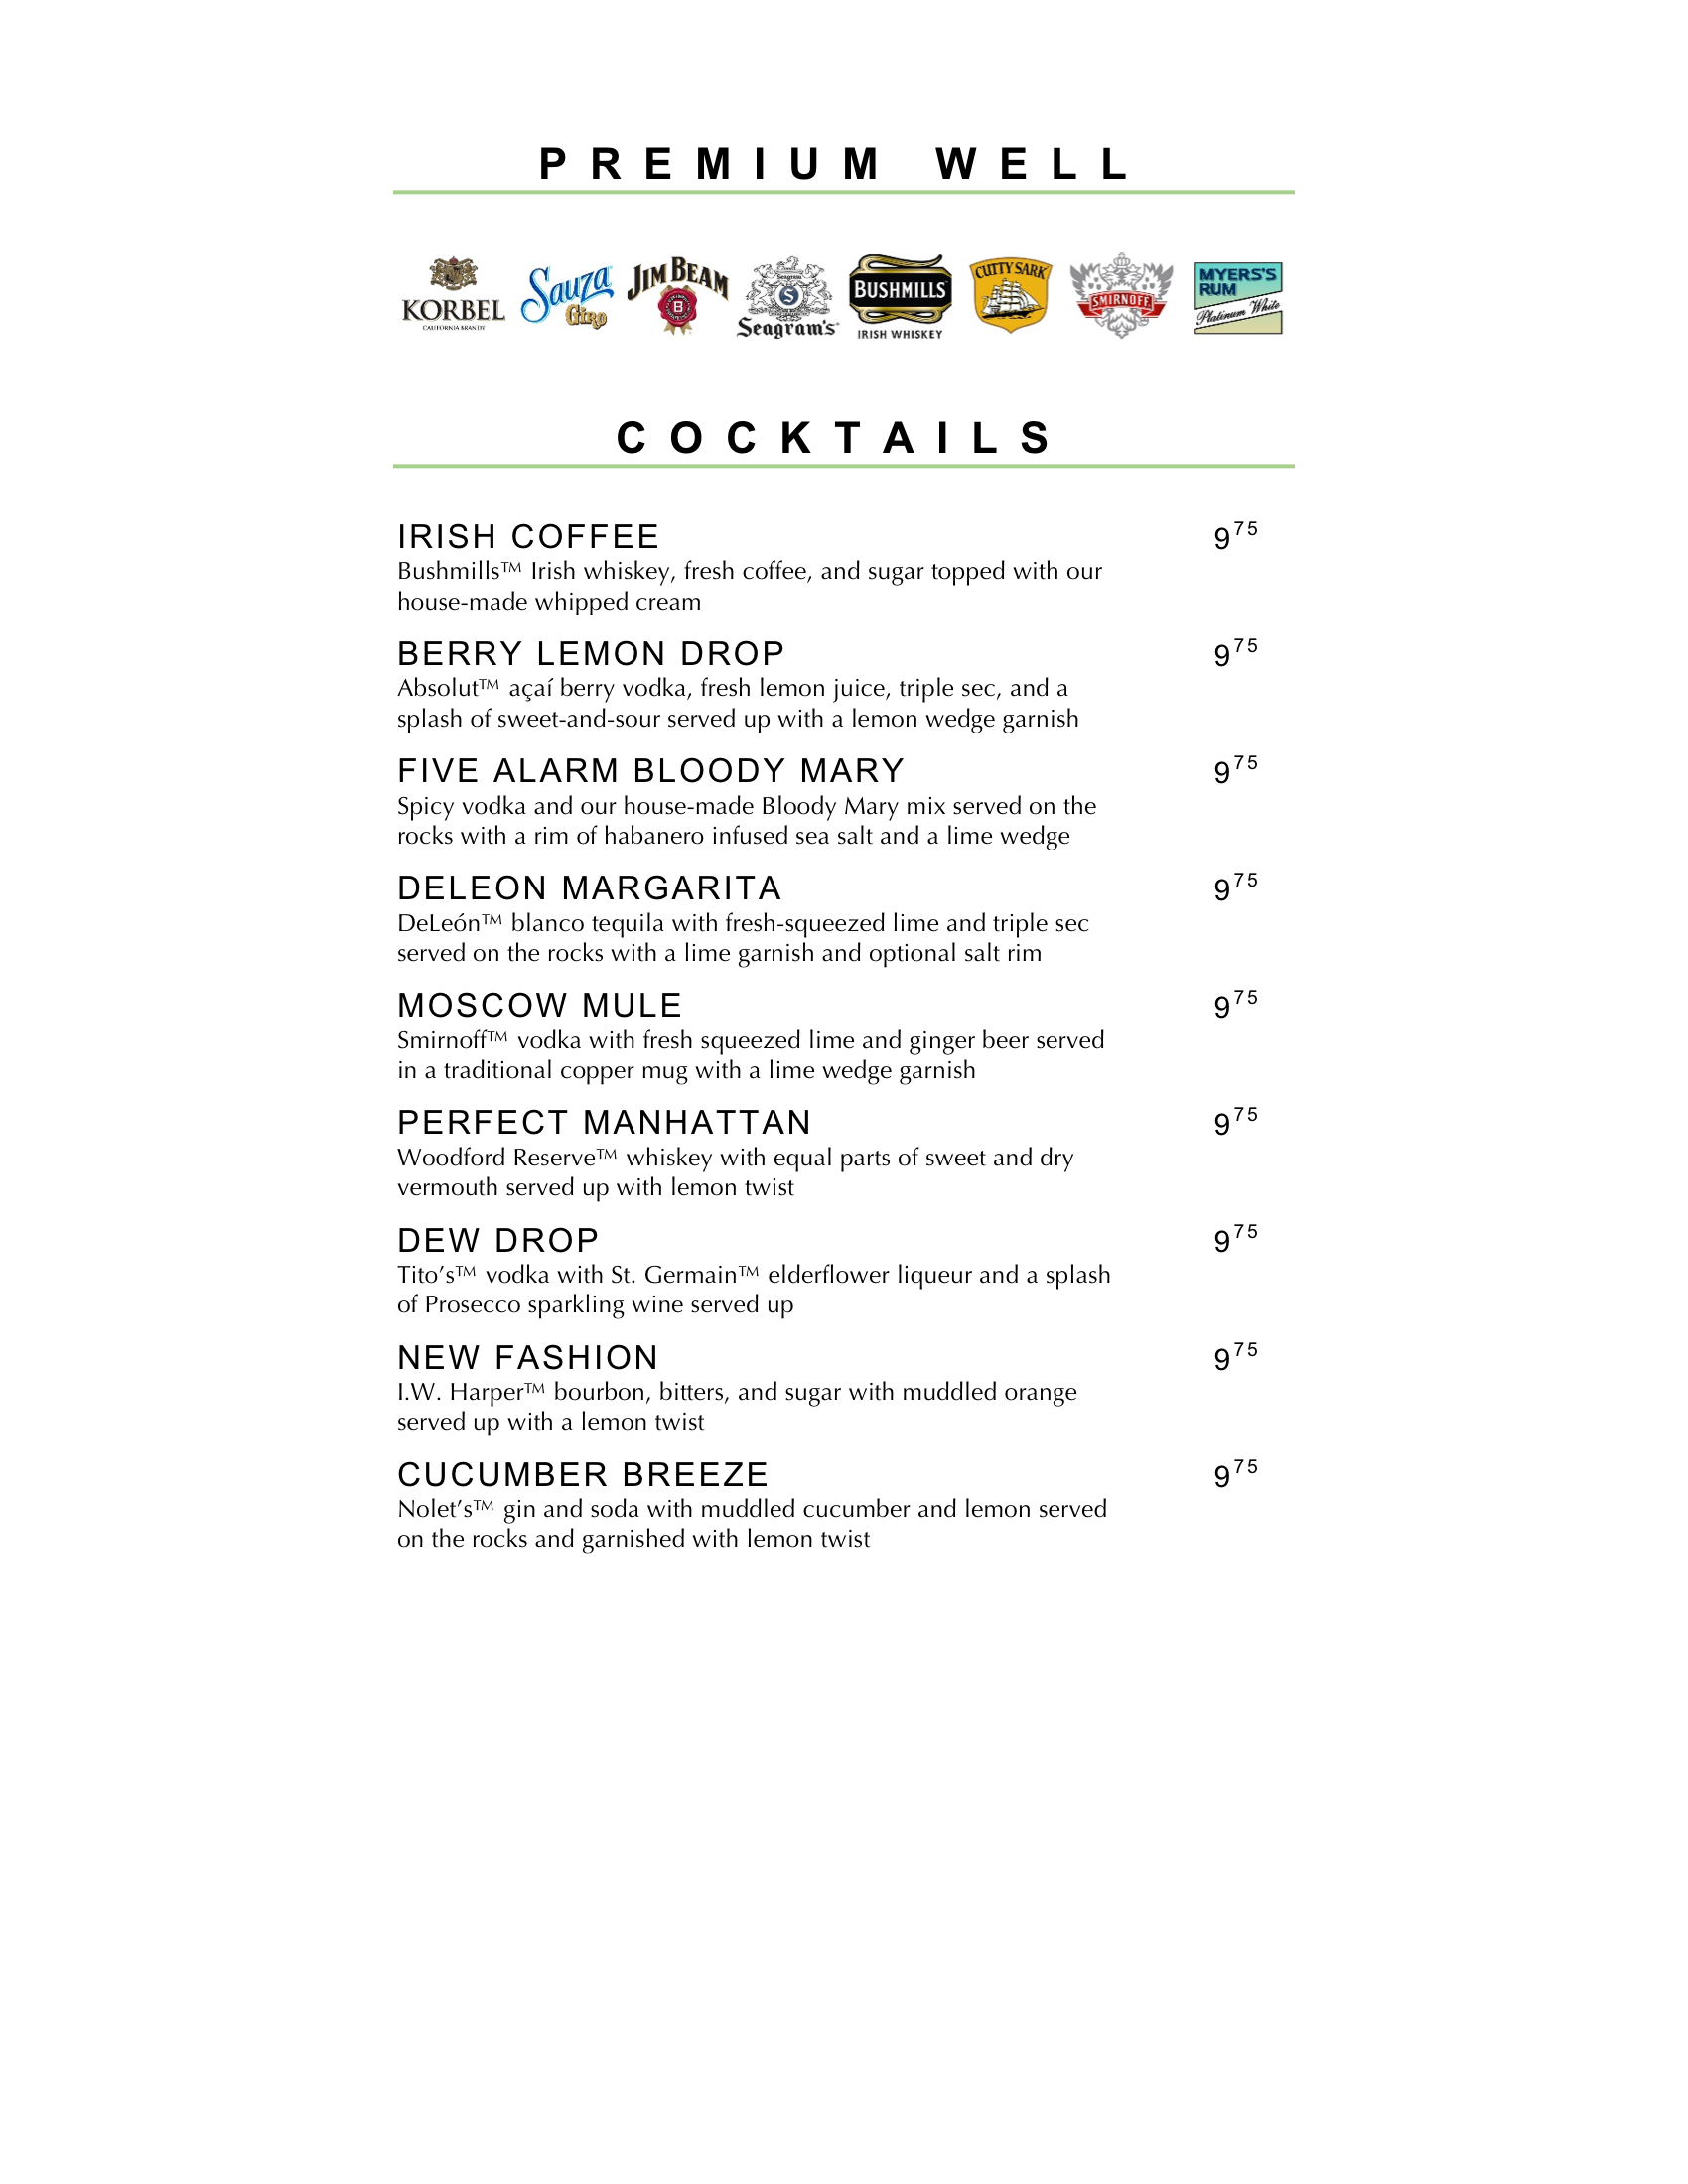 PREMIUM WELL
KORBEL
CALIFORNIA BRANDY
Sauza
Giro
JIM BEAM
B
Seagram
S
Seagram's
BUSHMILLS
IRISH WHISKEY
CUTTY SARK
SMIRNOFF
MYERS'S
RUM
Platinum White
COCKTAILS
IRISH COFFEE 9 75
Bushmills™ Irish whiskey, fresh coffee, and sugar topped with our
house-made whipped cream
BERRY LEMON DROP 9 75
Absolut™ açaí berry vodka, fresh lemon juice, triple sec, and a
splash of sweet-and-sour served up with a lemon wedge garnish
FIVE ALARM BLOODY MARY 9 75
Spicy vodka and our house-made Bloody Mary mix served on the
rocks with a rim of habanero infused sea salt and a lime wedge
DELEON MARGARITA 9 75
DeLeón™ blanco tequila with fresh-squeezed lime and triple sec
served on the rocks with a lime garnish and optional salt rim
MOSCOW MULE 9 75
Smirnoff™ vodka with fresh squeezed lime and ginger beer served
in a traditional copper mug with a lime wedge garnish
PERFECT MANHATTAN 9 75
Woodford Reserve™ whiskey with equal parts of sweet and dry
vermouth served up with lemon twist
DEW DROP 9 75
Tito's™ vodka with St. Germain™ elderflower liqueur and a splash
of Prosecco sparkling wine served up
NEW FASHION 9 75
I.W. Harper™ bourbon, bitters, and sugar with muddled orange
served up with a lemon twist
CUCUMBER BREEZE 9 75
Nolet's™ gin and soda with muddled cucumber and lemon served
on the rocks and garnished with lemon twist